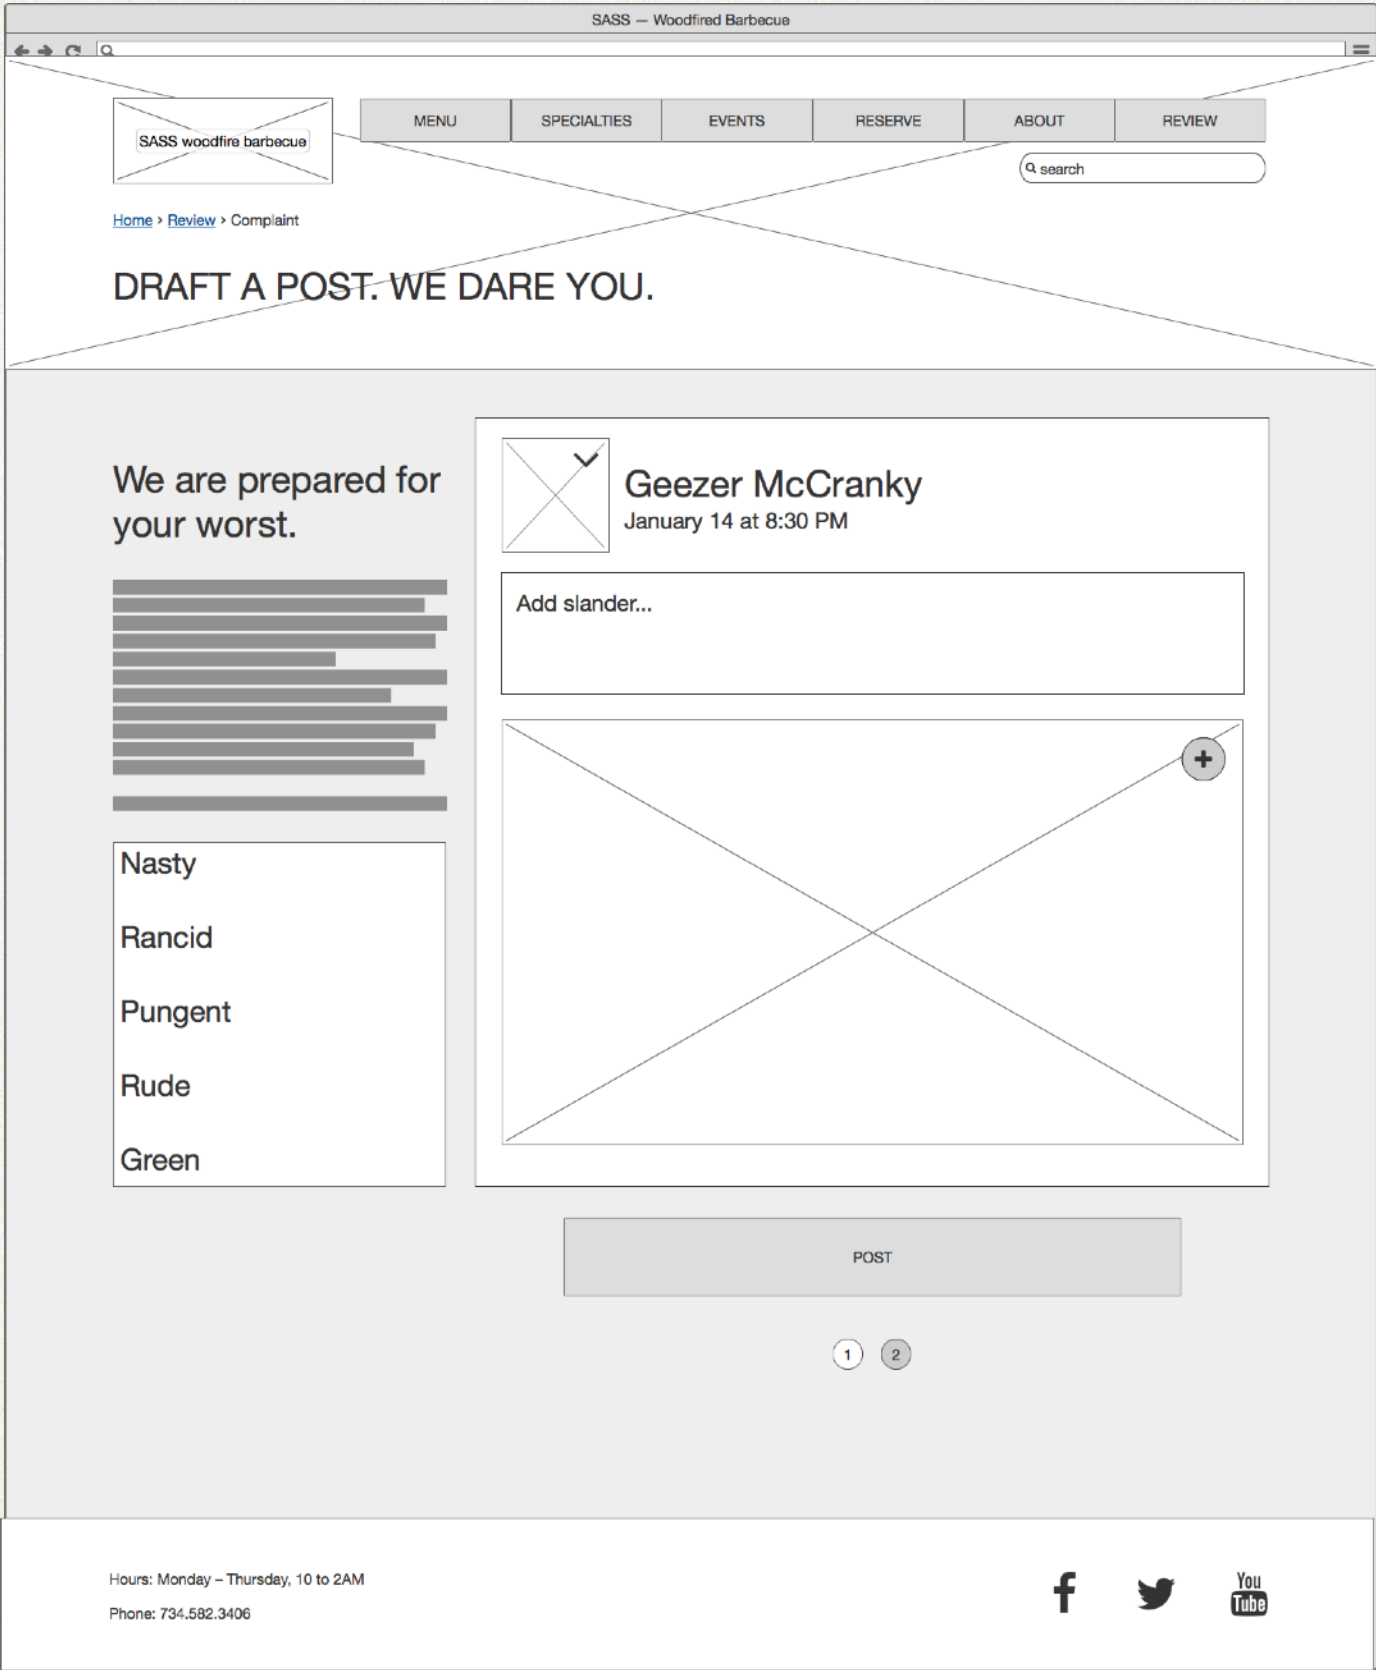 SASS — Woodfired Barbecue
SASS woodfire barbecue
MENU
SPECIALTIES
EVENTS
RESERVE
ABOUT
REVIEW
search
Home › Review › Complaint
DRAFT A POST. WE DARE YOU.
We are prepared for
your worst.
Nasty
Rancid
Pungent
Rude
Green
Geezer McCranky
January 14 at 8:30 PM
Add slander...
POST
1
2
Hours: Monday – Thursday, 10 to 2AM
Phone: 734.582.3406
You
Tube